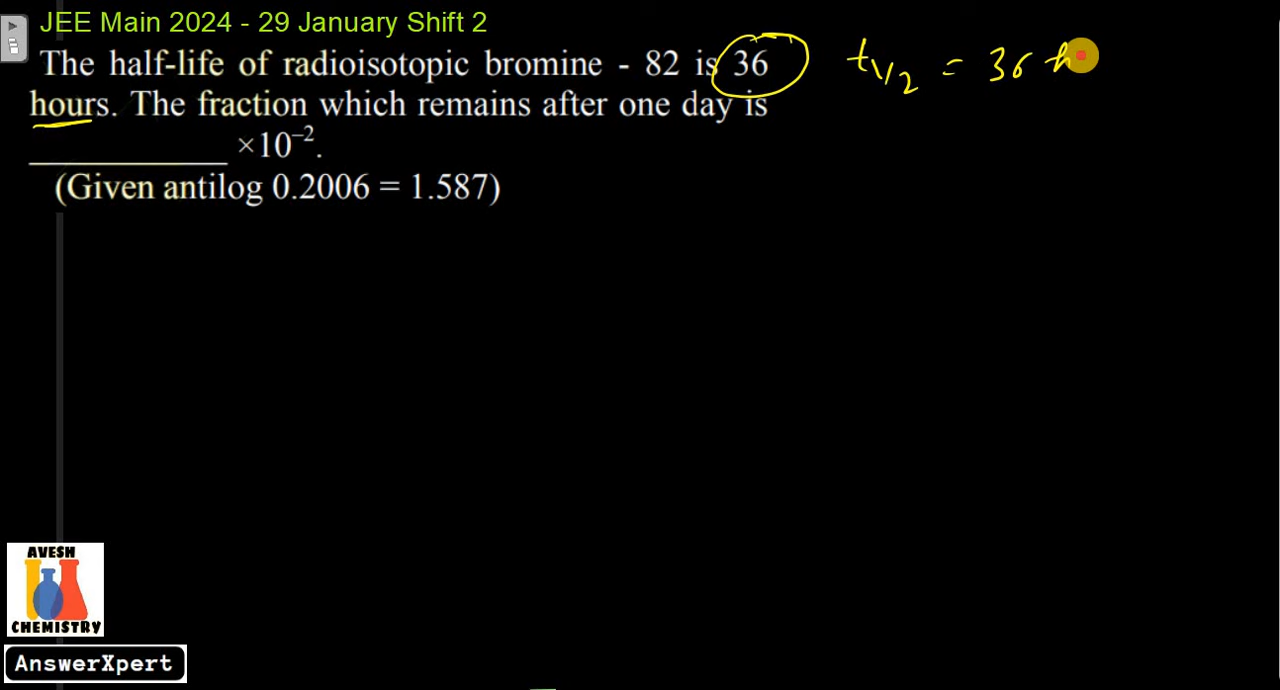 JEE Main 2024 - 29 January Shift 2
The half-life of radioisotopic bromine - 82 is 36
hours. The fraction which remains after one day is
____________ ×10⁻².
(Given antilog 0.2006 = 1.587)
t1/2 = 36 h
AVESH
CHEMISTRY
AnswerXpert